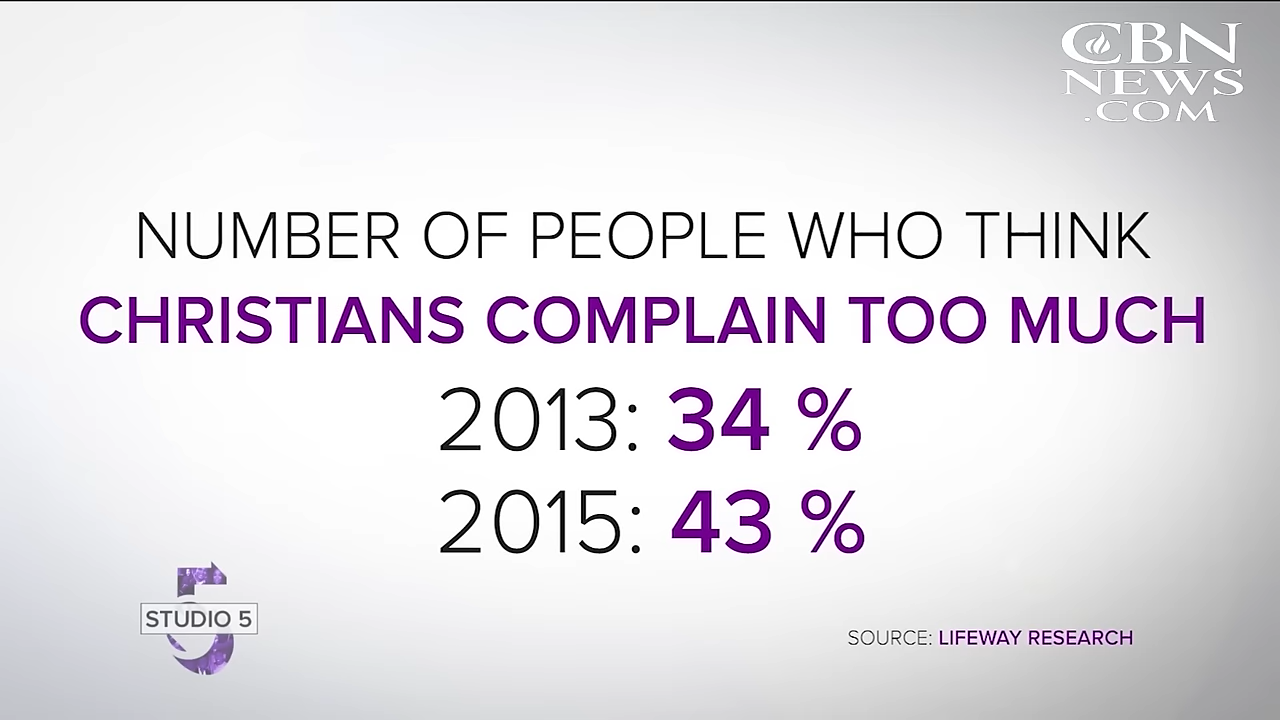 CBN
NEWS
.COM
NUMBER OF PEOPLE WHO THINK
CHRISTIANS COMPLAIN TOO MUCH
2013: 34 %
2015: 43 %
5
STUDIO 5
SOURCE: LIFEWAY RESEARCH